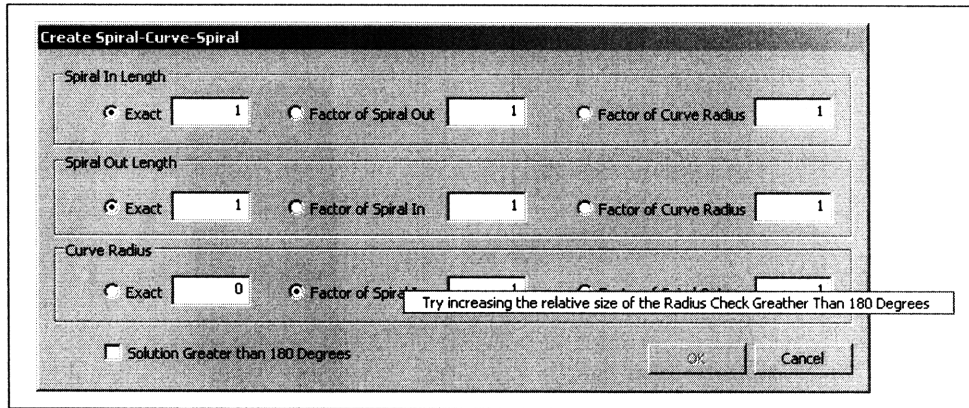 Create Spiral-Curve-Spiral
Spiral In Length
Exact 1 Factor of Spiral Out 1 Factor of Curve Radius 1
Spiral Out Length
Exact 1 Factor of Spiral In 1 Factor of Curve Radius 1
Curve Radius
Exact 0 Factor of Spiral 1 1
Try increasing the relative size of the Radius Check Greather Than 180 Degrees
Solution Greater than 180 Degrees
OK Cancel